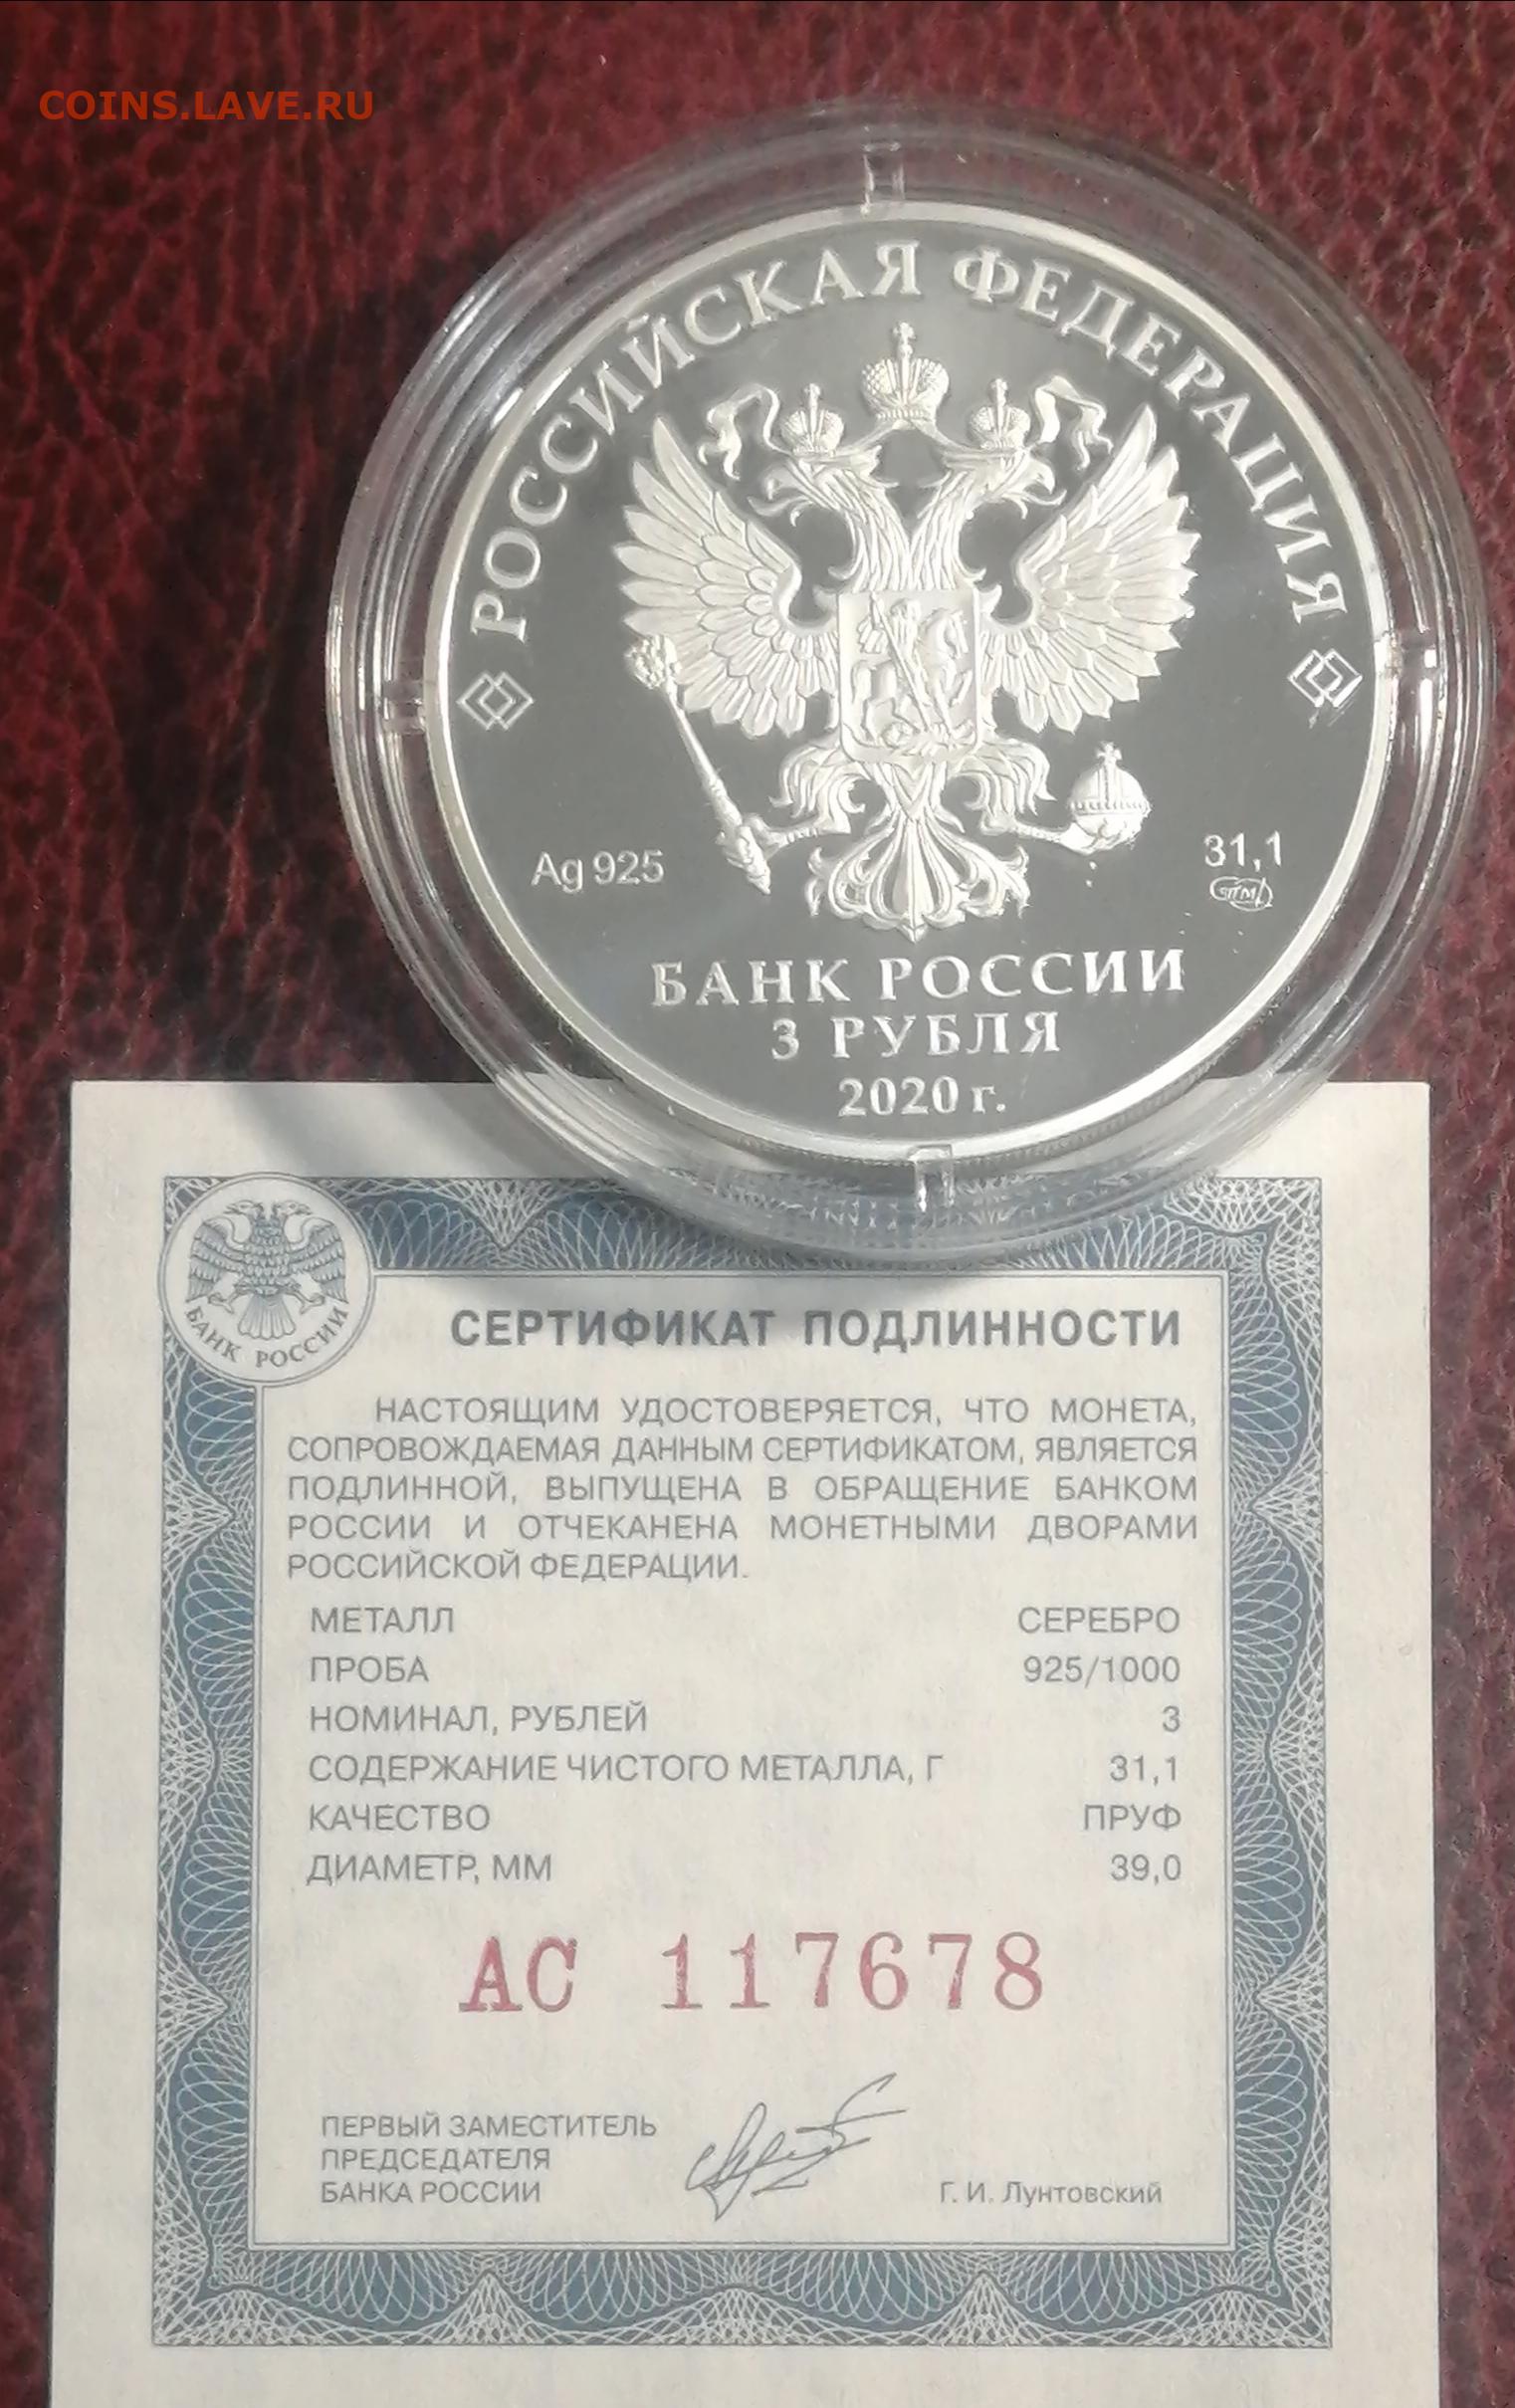 COINS.LAVE.RU
РОССИЙСКАЯ ФЕДЕРАЦИЯ
Ag 925
31,1
БАНК РОССИИ
3 РУБЛЯ
2020 г.
БАНК РОССИИ
СЕРТИФИКАТ ПОДЛИННОСТИ
НАСТОЯЩИМ УДОСТОВЕРЯЕТСЯ, ЧТО МОНЕТА,
СОПРОВОЖДАЕМАЯ ДАННЫМ СЕРТИФИКАТОМ, ЯВЛЯЕТСЯ
ПОДЛИННОЙ, ВЫПУЩЕНА В ОБРАЩЕНИЕ БАНКОМ
РОССИИ И ОТЧЕКАНЕНА МОНЕТНЫМИ ДВОРАМИ
РОССИЙСКОЙ ФЕДЕРАЦИИ.
МЕТАЛЛ СЕРЕБРО
ПРОБА 925/1000
НОМИНАЛ, РУБЛЕЙ 3
СОДЕРЖАНИЕ ЧИСТОГО МЕТАЛЛА, Г 31,1
КАЧЕСТВО ПРУФ
ДИАМЕТР, ММ 39,0
АС 117678
ПЕРВЫЙ ЗАМЕСТИТЕЛЬ
ПРЕДСЕДАТЕЛЯ
БАНКА РОССИИ Г. И. Лунтовский